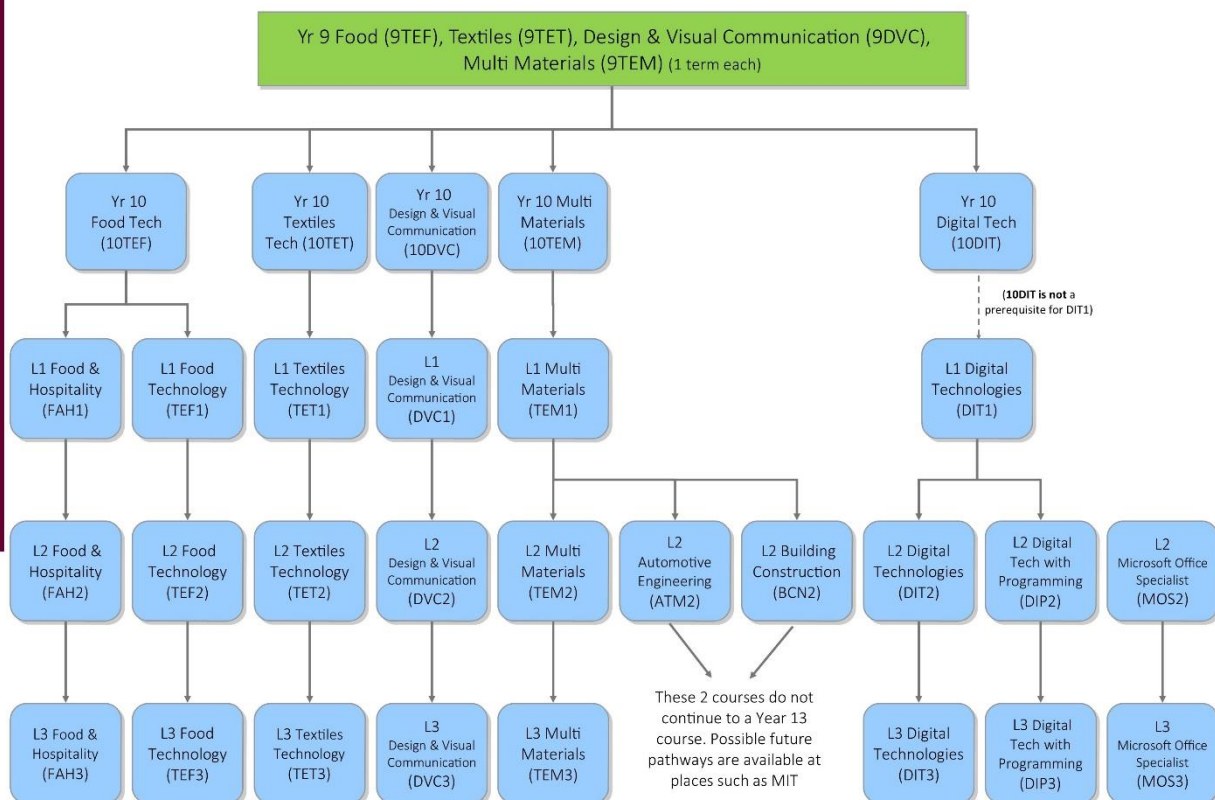 Yr 9 Food (9TEF), Textiles (9TET), Design & Visual Communication (9DVC),
Multi Materials (9TEM) (1 term each)
Yr 10
Food Tech
(10TEF)
Yr 10
Textiles
Tech (10TET)
Yr 10
Design & Visual
Communication
(10DVC)
Yr 10 Multi
Materials
(10TEM)
Yr 10
Digital Tech
(10DIT)
(10DIT is not a
prerequisite for DIT1)
L1 Food &
Hospitality
(FAH1)
L1 Food
Technology
(TEF1)
L1 Textiles
Technology
(TET1)
L1
Design & Visual
Communication
(DVC1)
L1 Multi
Materials
(TEM1)
L1 Digital
Technologies
(DIT1)
L2 Food &
Hospitality
(FAH2)
L2 Food
Technology
(TEF2)
L2 Textiles
Technology
(TET2)
L2
Design & Visual
Communication
(DVC2)
L2 Multi
Materials
(TEM2)
L2
Automotive
Engineering
(ATM2)
L2 Building
Construction
(BCN2)
L2 Digital
Technologies
(DIT2)
L2 Digital
Tech with
Programming
(DIP2)
L2
Microsoft Office
Specialist
(MOS2)
These 2 courses do not
continue to a Year 13
course. Possible future
pathways are available at
places such as MIT
L3 Food &
Hospitality
(FAH3)
L3 Food
Technology
(TEF3)
L3 Textiles
Technology
(TET3)
L3
Design & Visual
Communication
(DVC3)
L3 Multi
Materials
(TEM3)
L3 Digital
Technologies
(DIT3)
L3 Digital
Tech with
Programming
(DIP3)
L3
Microsoft Office
Specialist
(MOS3)